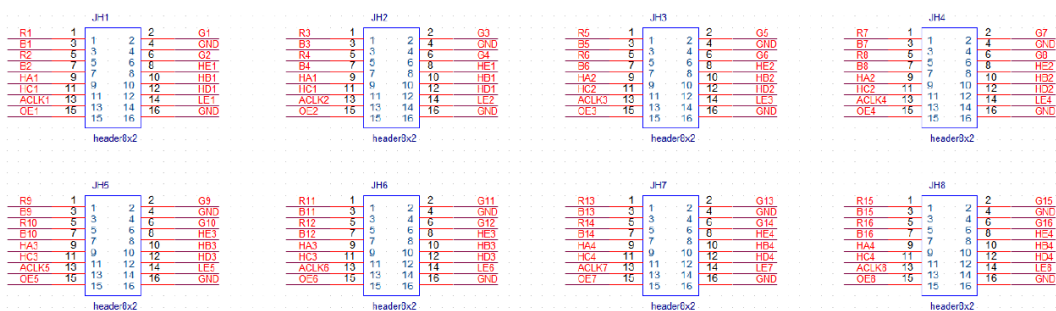 JH1 JH2 JH3 JH4
R1 1 1 2 2 G1 R3 1 1 2 2 G3 R5 1 1 2 2 G5 R7 1 1 2 2 G7
B1 3 3 4 4 GND B3 3 3 4 4 GND B5 3 3 4 4 GND B7 3 3 4 4 GND
R2 5 5 6 6 G2 R4 5 5 6 6 G4 R6 5 5 6 6 G6 R8 5 5 6 6 G8
B2 7 7 8 8 HE1 B4 7 7 8 8 HE1 B6 7 7 8 8 HE2 B8 7 7 8 8 HE2
HA1 9 9 10 10 HB1 HA1 9 9 10 10 HB1 HA2 9 9 10 10 HB2 HA2 9 9 10 10 HB2
HC1 11 11 12 12 HD1 HC1 11 11 12 12 HD1 HC2 11 11 12 12 HD2 HC2 11 11 12 12 HD2
ACLK1 13 13 14 14 LE1 ACLK2 13 13 14 14 LE2 ACLK3 13 13 14 14 LE3 ACLK4 13 13 14 14 LE4
OE1 15 15 16 16 GND OE2 15 15 16 16 GND OE3 15 15 16 16 GND OE4 15 15 16 16 GND
header8x2 header8x2 header8x2 header8x2
JH5 JH6 JH7 JH8
R9 1 1 2 2 G9 R11 1 1 2 2 G11 R13 1 1 2 2 G13 R15 1 1 2 2 G15
B9 3 3 4 4 GND B11 3 3 4 4 GND B13 3 3 4 4 GND B15 3 3 4 4 GND
R10 5 5 6 6 G10 R12 5 5 6 6 G12 R14 5 5 6 6 G14 R16 5 5 6 6 G16
B10 7 7 8 8 HE3 B12 7 7 8 8 HE3 B14 7 7 8 8 HE4 B16 7 7 8 8 HE4
HA3 9 9 10 10 HB3 HA3 9 9 10 10 HB3 HA4 9 9 10 10 HB4 HA4 9 9 10 10 HB4
HC3 11 11 12 12 HD3 HC3 11 11 12 12 HD3 HC4 11 11 12 12 HD4 HC4 11 11 12 12 HD4
ACLK5 13 13 14 14 LE5 ACLK6 13 13 14 14 LE6 ACLK7 13 13 14 14 LE7 ACLK8 13 13 14 14 LE8
OE5 15 15 16 16 GND OE6 15 15 16 16 GND OE7 15 15 16 16 GND OE8 15 15 16 16 GND
header8x2 header8x2 header8x2 header8x2